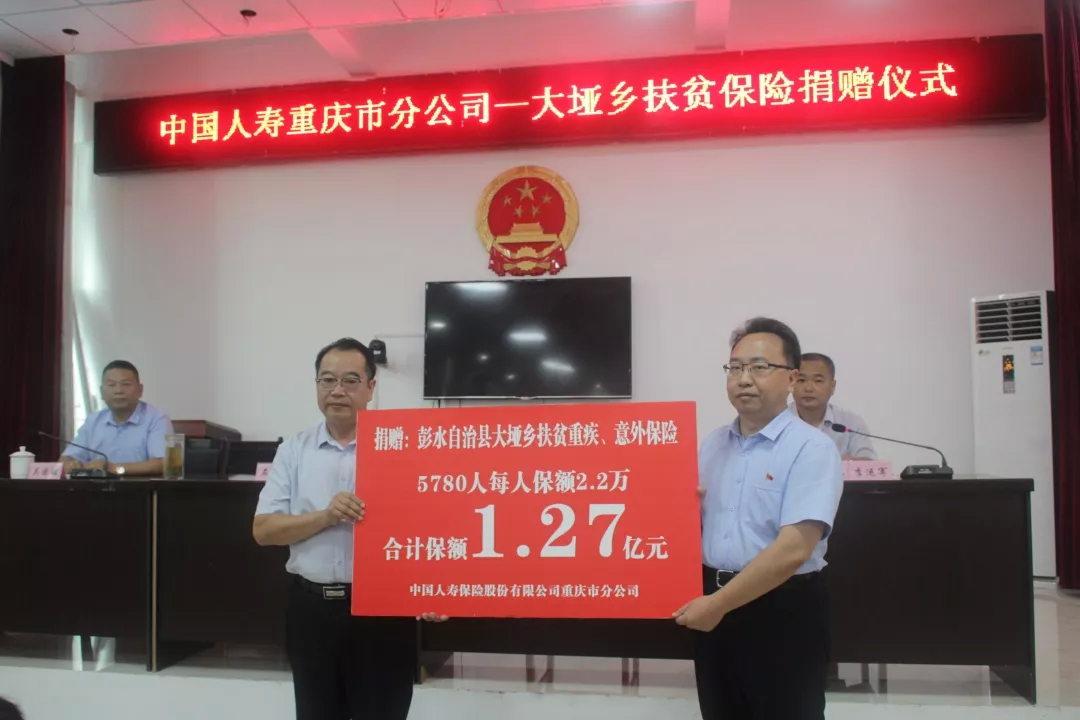 中国人寿重庆市分公司—大垭乡扶贫保险捐赠仪式
捐赠：彭水自治县大垭乡扶贫重疾、意外保险
5780人每人保额2.2万
合计保额1.27亿元
中国人寿保险股份有限公司重庆市分公司